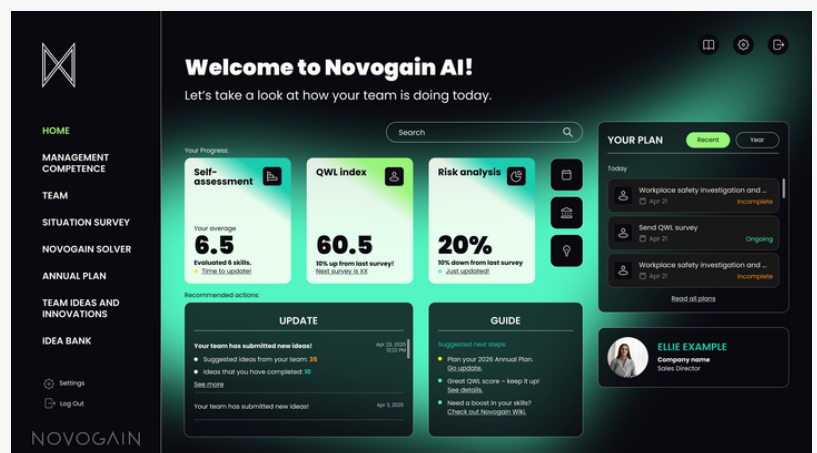 Welcome to Novogain AI!
Let's take a look at how your team is doing today.
HOME
MANAGEMENT
COMPETENCE
TEAM
SITUATION SURVEY
NOVOGAIN SOLVER
ANNUAL PLAN
TEAM IDEAS AND
INNOVATIONS
IDEA BANK
Settings
Log Out
NOVOGAIN
Search
Your Progress:
Self-
assessment
Your average
6.5
Evaluated 6 skills.
Time to update!
QWL index
60.5
10% up from last survey!
Next survey is XX
Risk analysis
20%
10% down from last survey
Just updated!
Recommended actions:
UPDATE
Your team has submitted new ideas!
Apr 23, 2025
12:22 PM
Suggested ideas from your team: 35
Ideas that you have completed: 10
See more
Your team has submitted new ideas!
Apr 3, 2025
GUIDE
Suggested next steps:
Plan your 2026 Annual Plan.
Go update.
Great QWL score – keep it up!
See details.
Need a boost in your skills?
Check out Novogain Wiki.
YOUR PLAN
Recent
Year
Today
Workplace safety investigation and ...
Apr 21
Incomplete
Send QWL survey
Apr 21
Ongoing
Workplace safety investigation and ...
Apr 21
Incomplete
Read all plans
ELLIE EXAMPLE
Company name
Sales Director